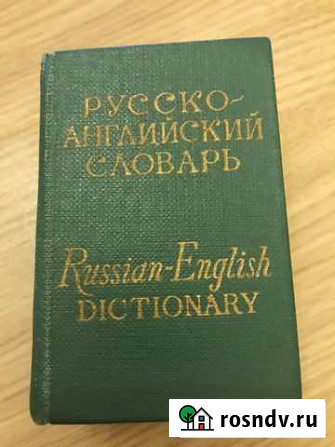 РУССКО-
АНГЛИЙСКИЙ
СЛОВАРЬ
Russian-English
DICTIONARY
rosndv.ru